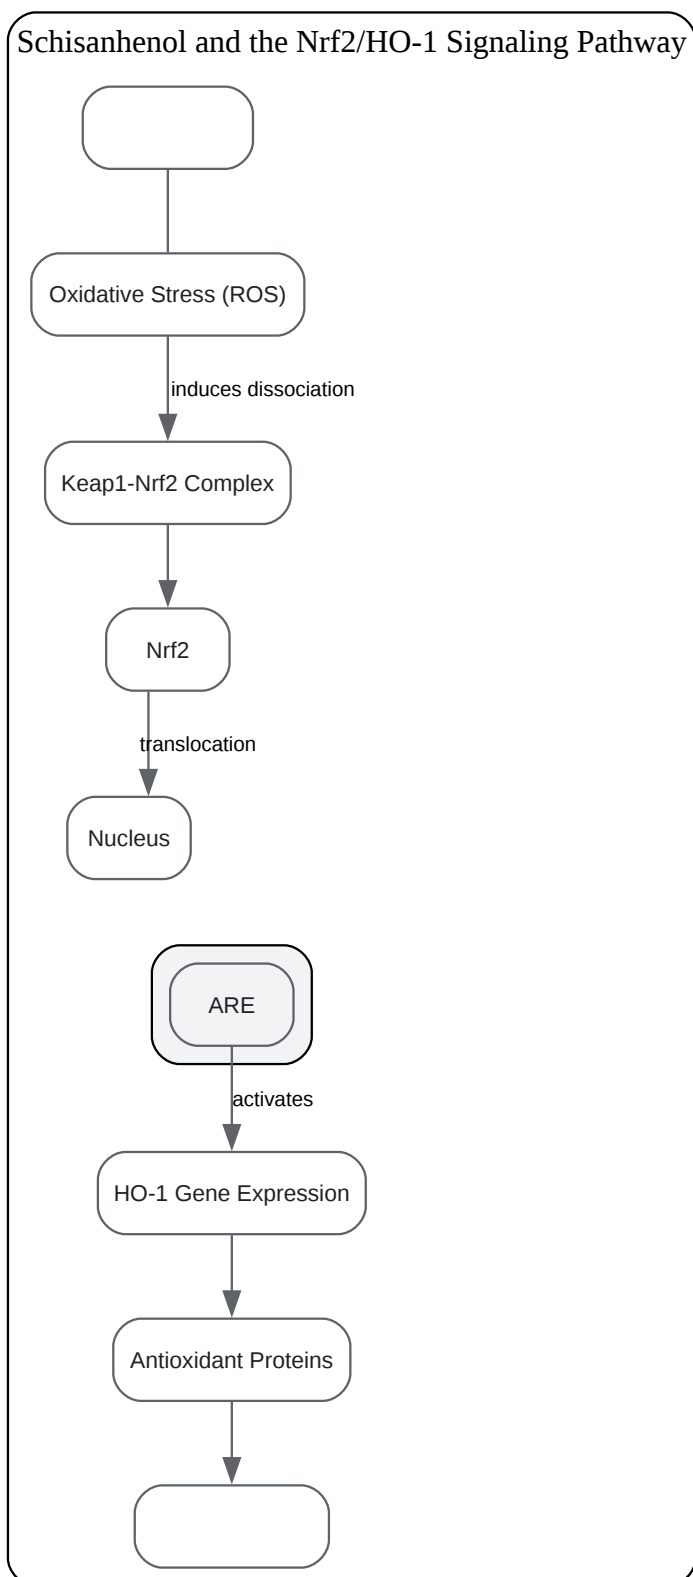 Schisanhenol and the Nrf2/HO-1 Signaling Pathway
Oxidative Stress (ROS)
induces dissociation
Keap1-Nrf2 Complex
Nrf2
translocation
Nucleus
ARE
activates
HO-1 Gene Expression
Antioxidant Proteins